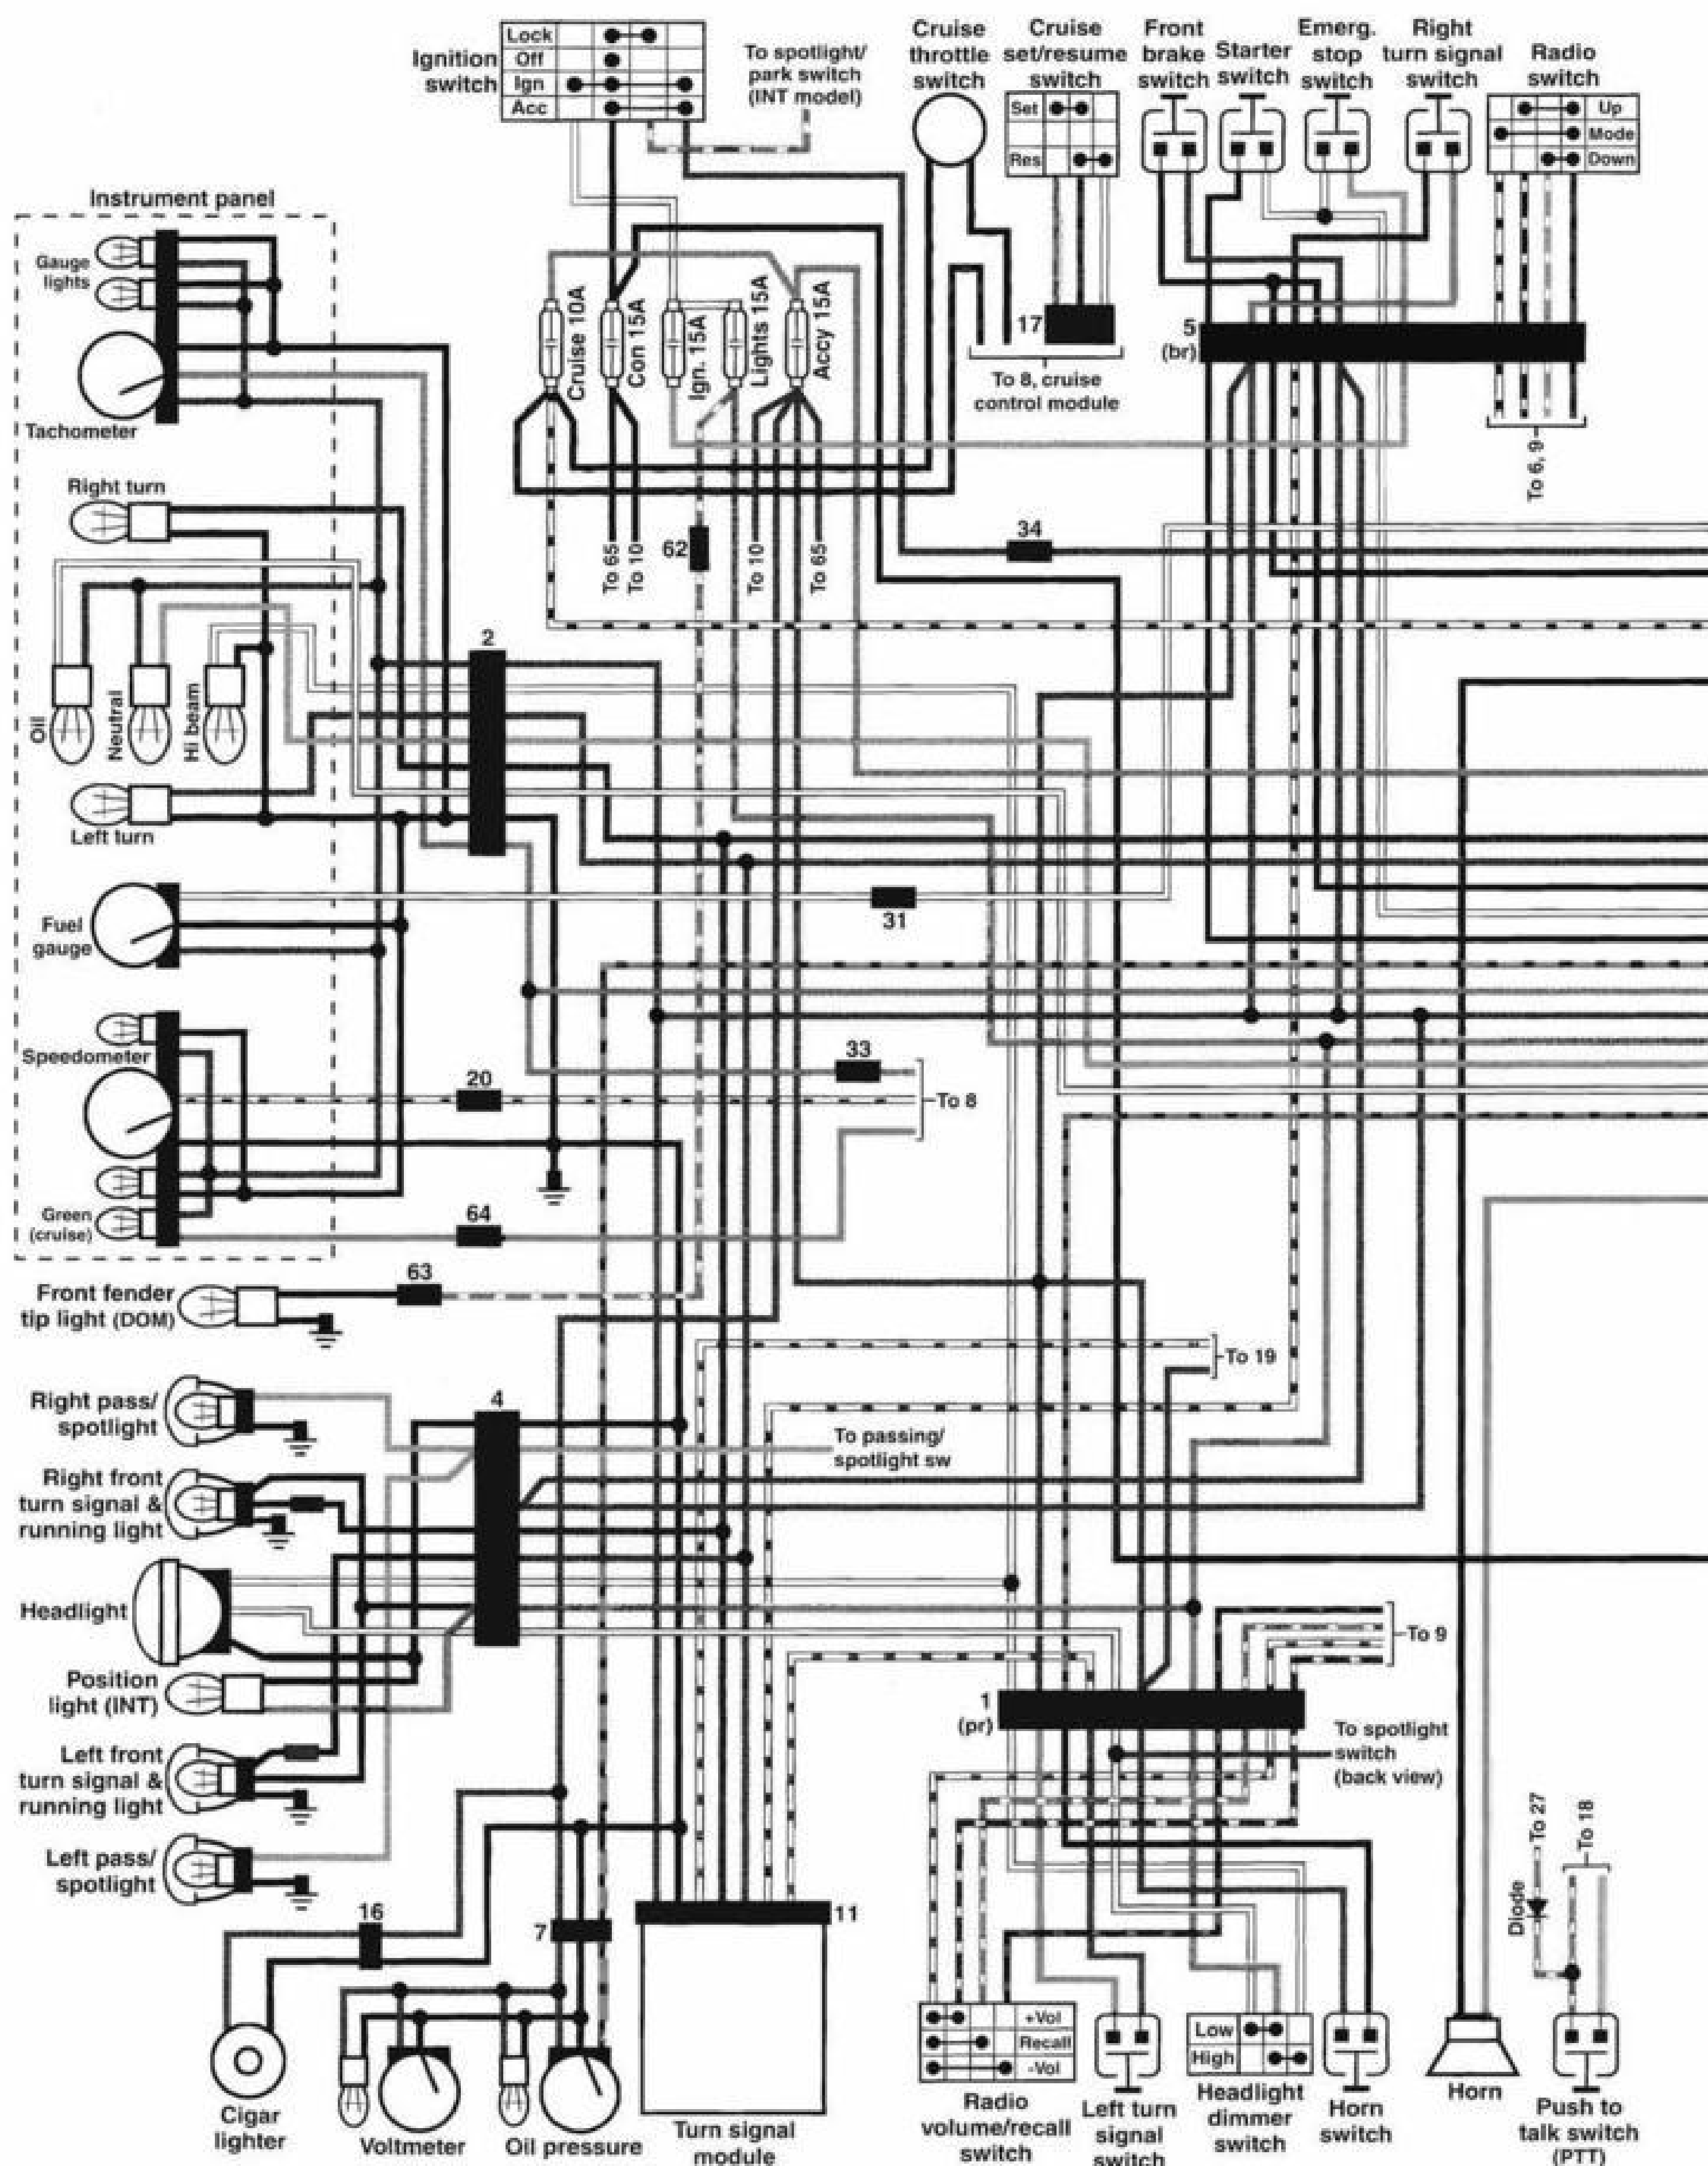 Ignition
switch
Lock
Off
Ign
Acc
To spotlight/
park switch
(INT model)
Cruise
throttle
switch
Cruise
set/resume
switch
Set
Res
Front
brake
switch
Starter
switch
Emerg.
stop
switch
Right
turn signal
switch
Radio
switch
Up
Mode
Down
Instrument panel
Gauge
lights
Tachometer
Cruise 10A
Con 15A
Ign. 15A
Lights 15A
Accy 15A
17
To 8, cruise
control module
5
(br)
To 6, 9
Right turn
To 65
To 10
62
To 10
To 65
34
2
Oil
Neutral
Hi beam
Left turn
Fuel
gauge
31
Speedometer
33
20
To 8
Green
(cruise)
64
Front fender
tip light (DOM)
63
To 19
Right pass/
spotlight
4
To passing/
spotlight sw
Right front
turn signal &
running light
Headlight
To 9
Position
light (INT)
1
(pr)
To spotlight
switch
(back view)
Left front
turn signal &
running light
Left pass/
spotlight
To 27
To 18
Diode
16
7
11
+Vol
Recall
-Vol
Low
High
Cigar
lighter
Voltmeter
Oil pressure
Turn signal
module
Radio
volume/recall
switch
Left turn
signal
switch
Headlight
dimmer
switch
Horn
switch
Horn
Push to
talk switch
(PTT)